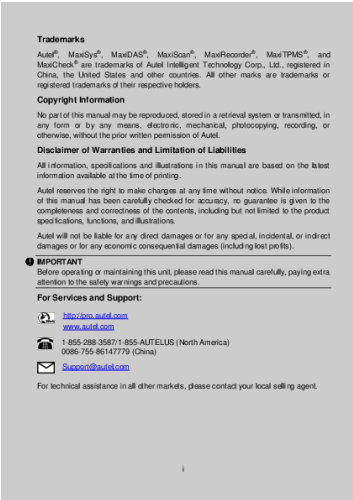 Trademarks
Autel®, MaxiSys®, MaxiDAS®, MaxiScan®, MaxiRecorder®, MaxiTPMS®, and
MaxiCheck® are trademarks of Autel Intelligent Technology Corp., Ltd., registered in
China, the United States and other countries. All other marks are trademarks or
registered trademarks of their respective holders.
Copyright Information
No part of this manual may be reproduced, stored in a retrieval system or transmitted, in
any form or by any means, electronic, mechanical, photocopying, recording, or
otherwise, without the prior written permission of Autel.
Disclaimer of Warranties and Limitation of Liabilities
All information, specifications and illustrations in this manual are based on the latest
information available at the time of printing.
Autel reserves the right to make changes at any time without notice. While information
of this manual has been carefully checked for accuracy, no guarantee is given to the
completeness and correctness of the contents, including but not limited to the product
specifications, functions, and illustrations.
Autel will not be liable for any direct damages or for any special, incidental, or indirect
damages or for any economic consequential damages (including lost profits).
IMPORTANT
Before operating or maintaining this unit, please read this manual carefully, paying extra
attention to the safety warnings and precautions.
For Services and Support:
http://pro.autel.com
www.autel.com
1-855-288-3587/1-855-AUTELUS (North America)
0086-755-86147779 (China)
Support@autel.com
For technical assistance in all other markets, please contact your local selling agent.
i